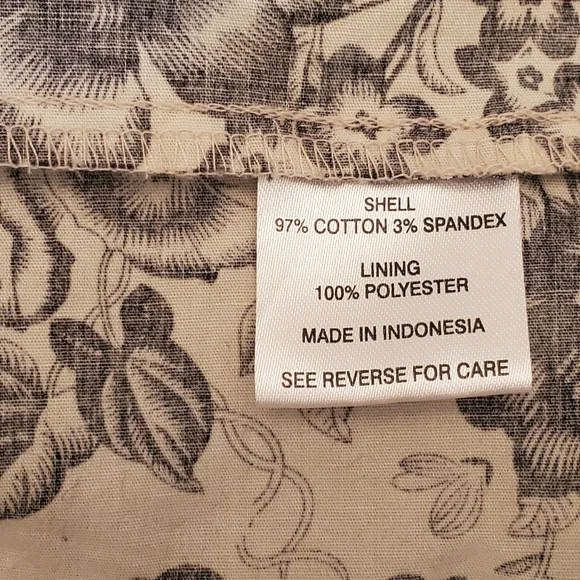 SHELL
97% COTTON 3% SPANDEX
LINING
100% POLYESTER
MADE IN INDONESIA
SEE REVERSE FOR CARE